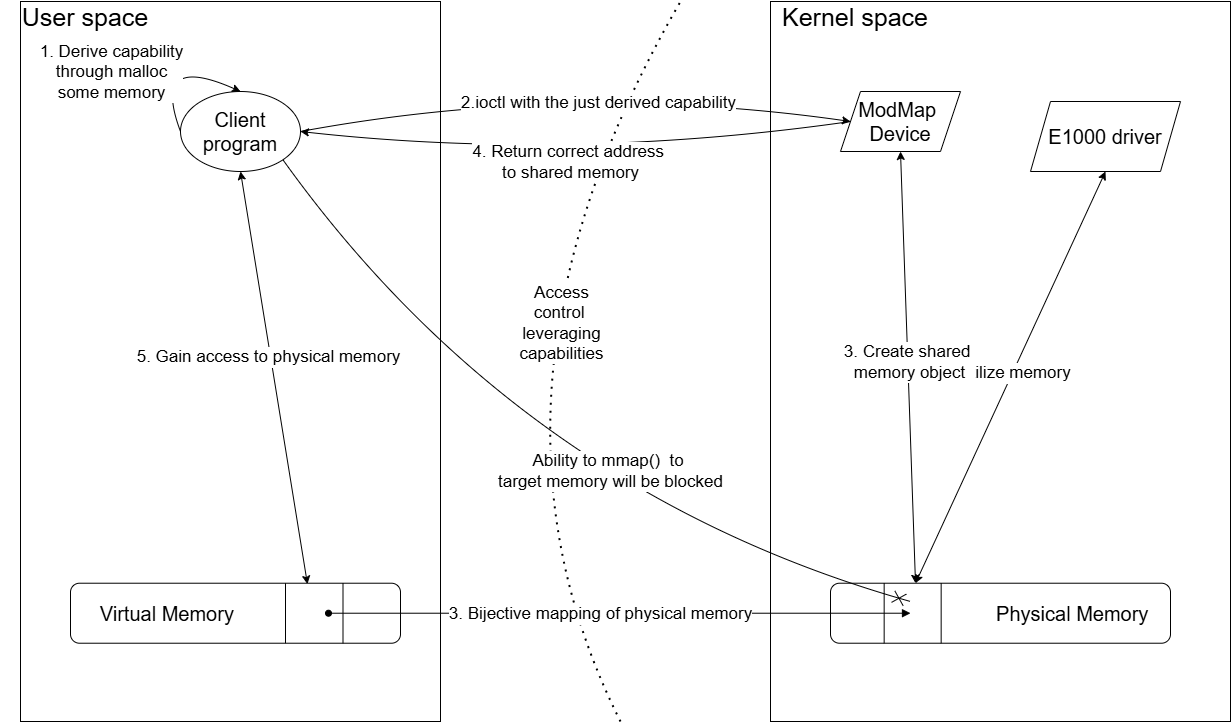 User space
Kernel space
1. Derive capability
through malloc
some memory
Client
program
2.ioctl with the just derived capability
4. Return correct address
to shared memory
ModMap
Device
E1000 driver
Access
control
leveraging
capabilities
5. Gain access to physical memory
3. Create shared
memory object
ilize memory
Ability to mmap() to
target memory will be blocked
Virtual Memory
3. Bijective mapping of physical memory
Physical Memory